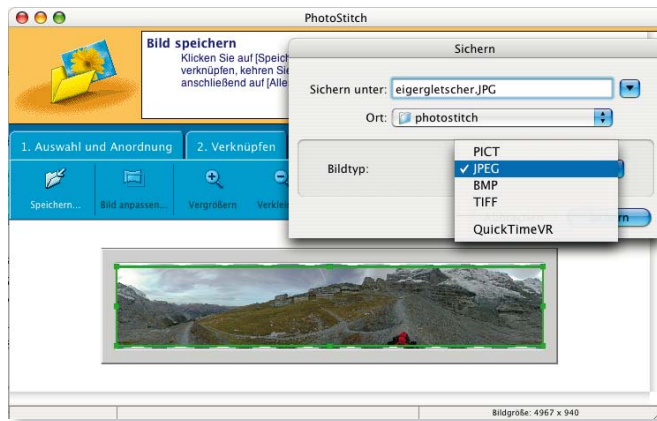 PhotoStitch
Bild speichern
Klicken Sie auf [Speich
verknüpfen, kehren Sie
anschließend auf [Alle
Sichern
Sichern unter: eigergletscher.JPG
Ort: photostitch
Bildtyp:
PICT
✓ JPEG
BMP
TIFF
QuickTimeVR
1. Auswahl und Anordnung
2. Verknüpfen
Speichern...
Bild anpassen...
Vergrößern
Verklei
Bildgröße: 4967 x 940